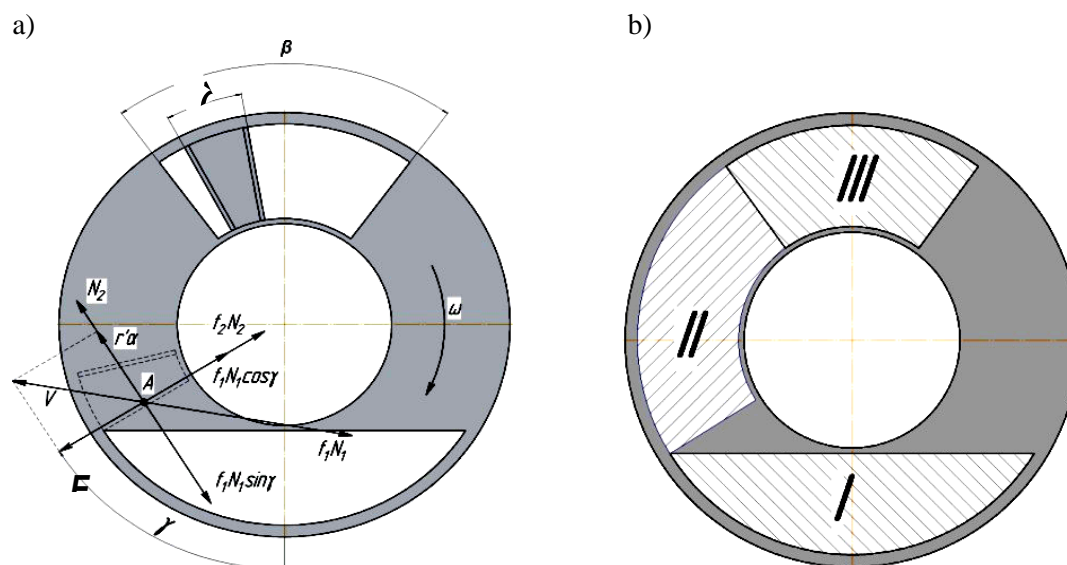 a)
b)
β
λ
N₂
r'α
A
V
F
f₂N₂
f₁N₁cosγ
f₁N₁
f₁N₁sinγ
γ
ω
III
II
I